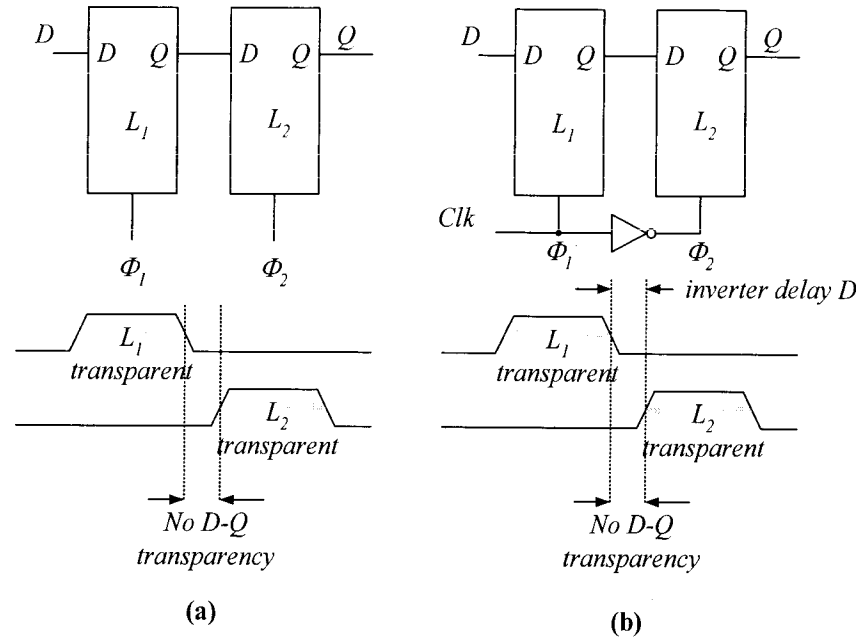 D
D Q
L1
D Q
L2
Q
Φ1
Φ2
L1
transparent
L2
transparent
No D-Q
transparency
(a)
D
D Q
L1
D Q
L2
Q
Clk
Φ1
Φ2
inverter delay D
L1
transparent
L2
transparent
No D-Q
transparency
(b)